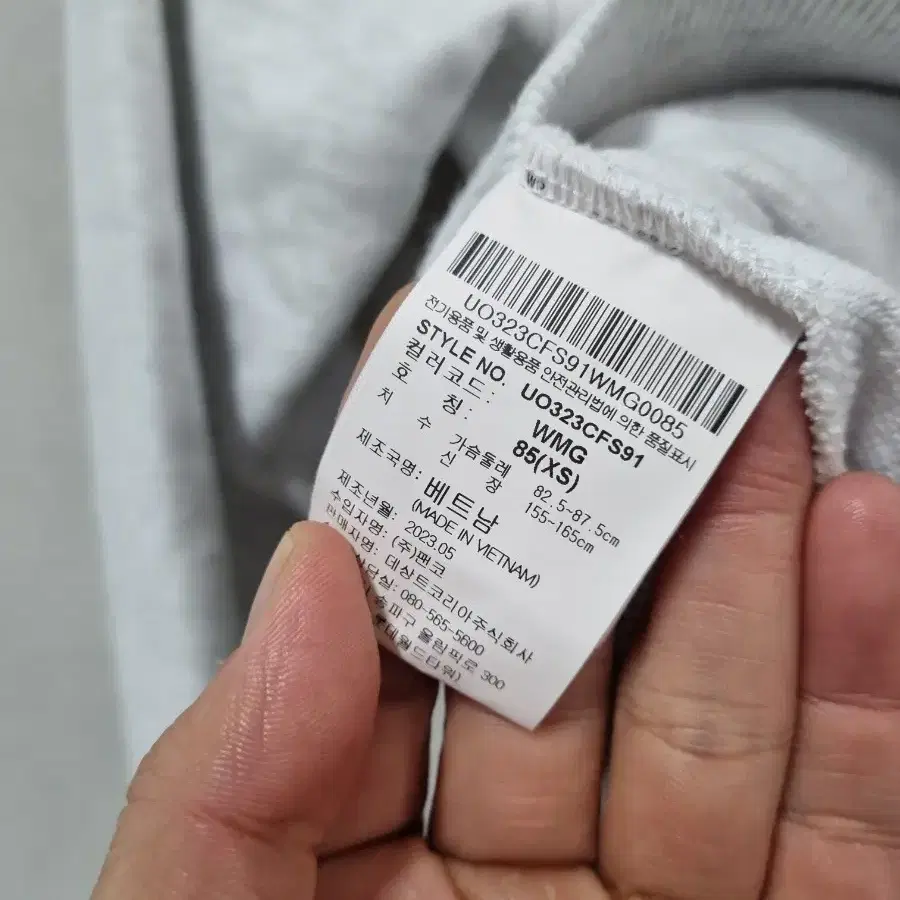 UO323CFS91WMG0085
전기용품 및 생활용품 안전관리법에 의한 품질표시
STYLE NO. UO323CFS91
컬러코드 : WMG
호 칭 : 85(XS)
치 수 가슴둘레 82.5-87.5cm
신 장 155-165cm
제조국명 : 베트남
(MADE IN VIETNAM)
제조년월: 2023.05
수입자명: (주)팬코
판매자명: 데상트코리아주식회사
상담실: 080-565-5600
송파구 올림픽로 300
롯데월드타워)